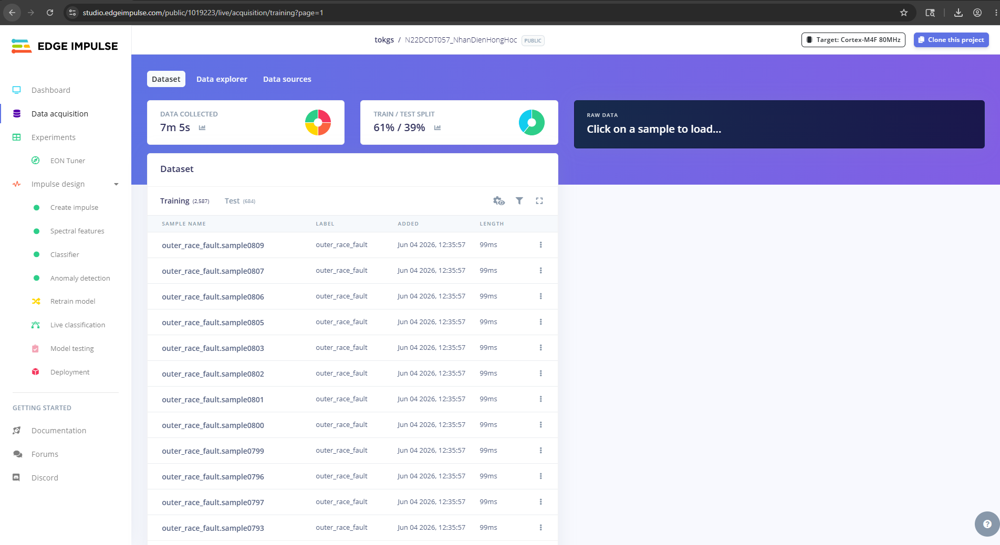 studio.edgeimpulse.com/public/1019223/live/acquisition/training?page=1
EDGE IMPULSE
tokgs / N22DCDT057_NhanDienHongHoc PUBLIC
Target: Cortex-M4F 80MHz
Clone this project
Dashboard
Data acquisition
Experiments
EON Tuner
Impulse design
Create impulse
Spectral features
Classifier
Anomaly detection
Retrain model
Live classification
Model testing
Deployment
GETTING STARTED
Documentation
Forums
Discord
Dataset Data explorer Data sources
DATA COLLECTED
7m 5s
TRAIN / TEST SPLIT
61% / 39%
RAW DATA
Click on a sample to load...
Dataset
Training (2,587) Test (684)
SAMPLE NAME LABEL ADDED LENGTH
outer_race_fault.sample0809 outer_race_fault Jun 04 2026, 12:35:57 99ms
outer_race_fault.sample0807 outer_race_fault Jun 04 2026, 12:35:57 99ms
outer_race_fault.sample0806 outer_race_fault Jun 04 2026, 12:35:57 99ms
outer_race_fault.sample0805 outer_race_fault Jun 04 2026, 12:35:57 99ms
outer_race_fault.sample0803 outer_race_fault Jun 04 2026, 12:35:57 99ms
outer_race_fault.sample0802 outer_race_fault Jun 04 2026, 12:35:57 99ms
outer_race_fault.sample0801 outer_race_fault Jun 04 2026, 12:35:57 99ms
outer_race_fault.sample0800 outer_race_fault Jun 04 2026, 12:35:57 99ms
outer_race_fault.sample0799 outer_race_fault Jun 04 2026, 12:35:57 99ms
outer_race_fault.sample0796 outer_race_fault Jun 04 2026, 12:35:57 99ms
outer_race_fault.sample0797 outer_race_fault Jun 04 2026, 12:35:57 99ms
outer_race_fault.sample0793 outer_race_fault Jun 04 2026, 12:35:57 99ms